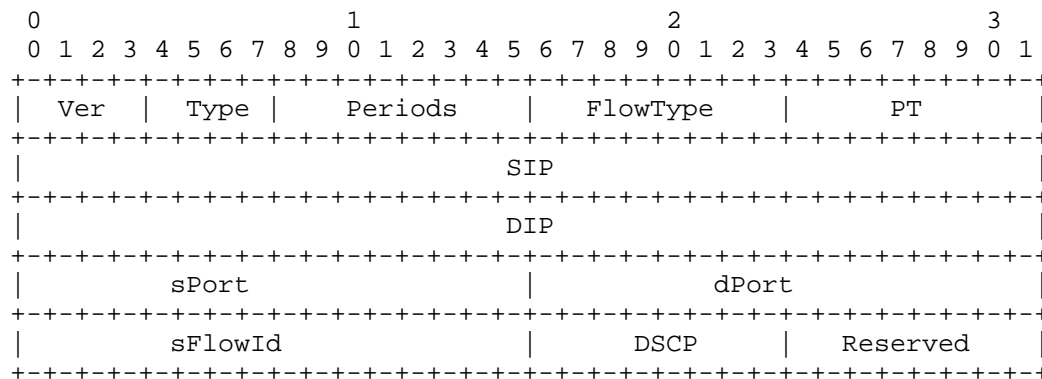 0 1 2 3
0 1 2 3 4 5 6 7 8 9 0 1 2 3 4 5 6 7 8 9 0 1 2 3 4 5 6 7 8 9 0 1
+-+-+-+-+-+-+-+-+-+-+-+-+-+-+-+-+-+-+-+-+-+-+-+-+-+-+-+-+-+-+-+-+
| Ver | Type | Periods | FlowType | PT |
+-+-+-+-+-+-+-+-+-+-+-+-+-+-+-+-+-+-+-+-+-+-+-+-+-+-+-+-+-+-+-+-+
| SIP |
+-+-+-+-+-+-+-+-+-+-+-+-+-+-+-+-+-+-+-+-+-+-+-+-+-+-+-+-+-+-+-+-+
| DIP |
+-+-+-+-+-+-+-+-+-+-+-+-+-+-+-+-+-+-+-+-+-+-+-+-+-+-+-+-+-+-+-+-+
| sPort | dPort |
+-+-+-+-+-+-+-+-+-+-+-+-+-+-+-+-+-+-+-+-+-+-+-+-+-+-+-+-+-+-+-+-+
| sFlowId | DSCP | Reserved |
+-+-+-+-+-+-+-+-+-+-+-+-+-+-+-+-+-+-+-+-+-+-+-+-+-+-+-+-+-+-+-+-+